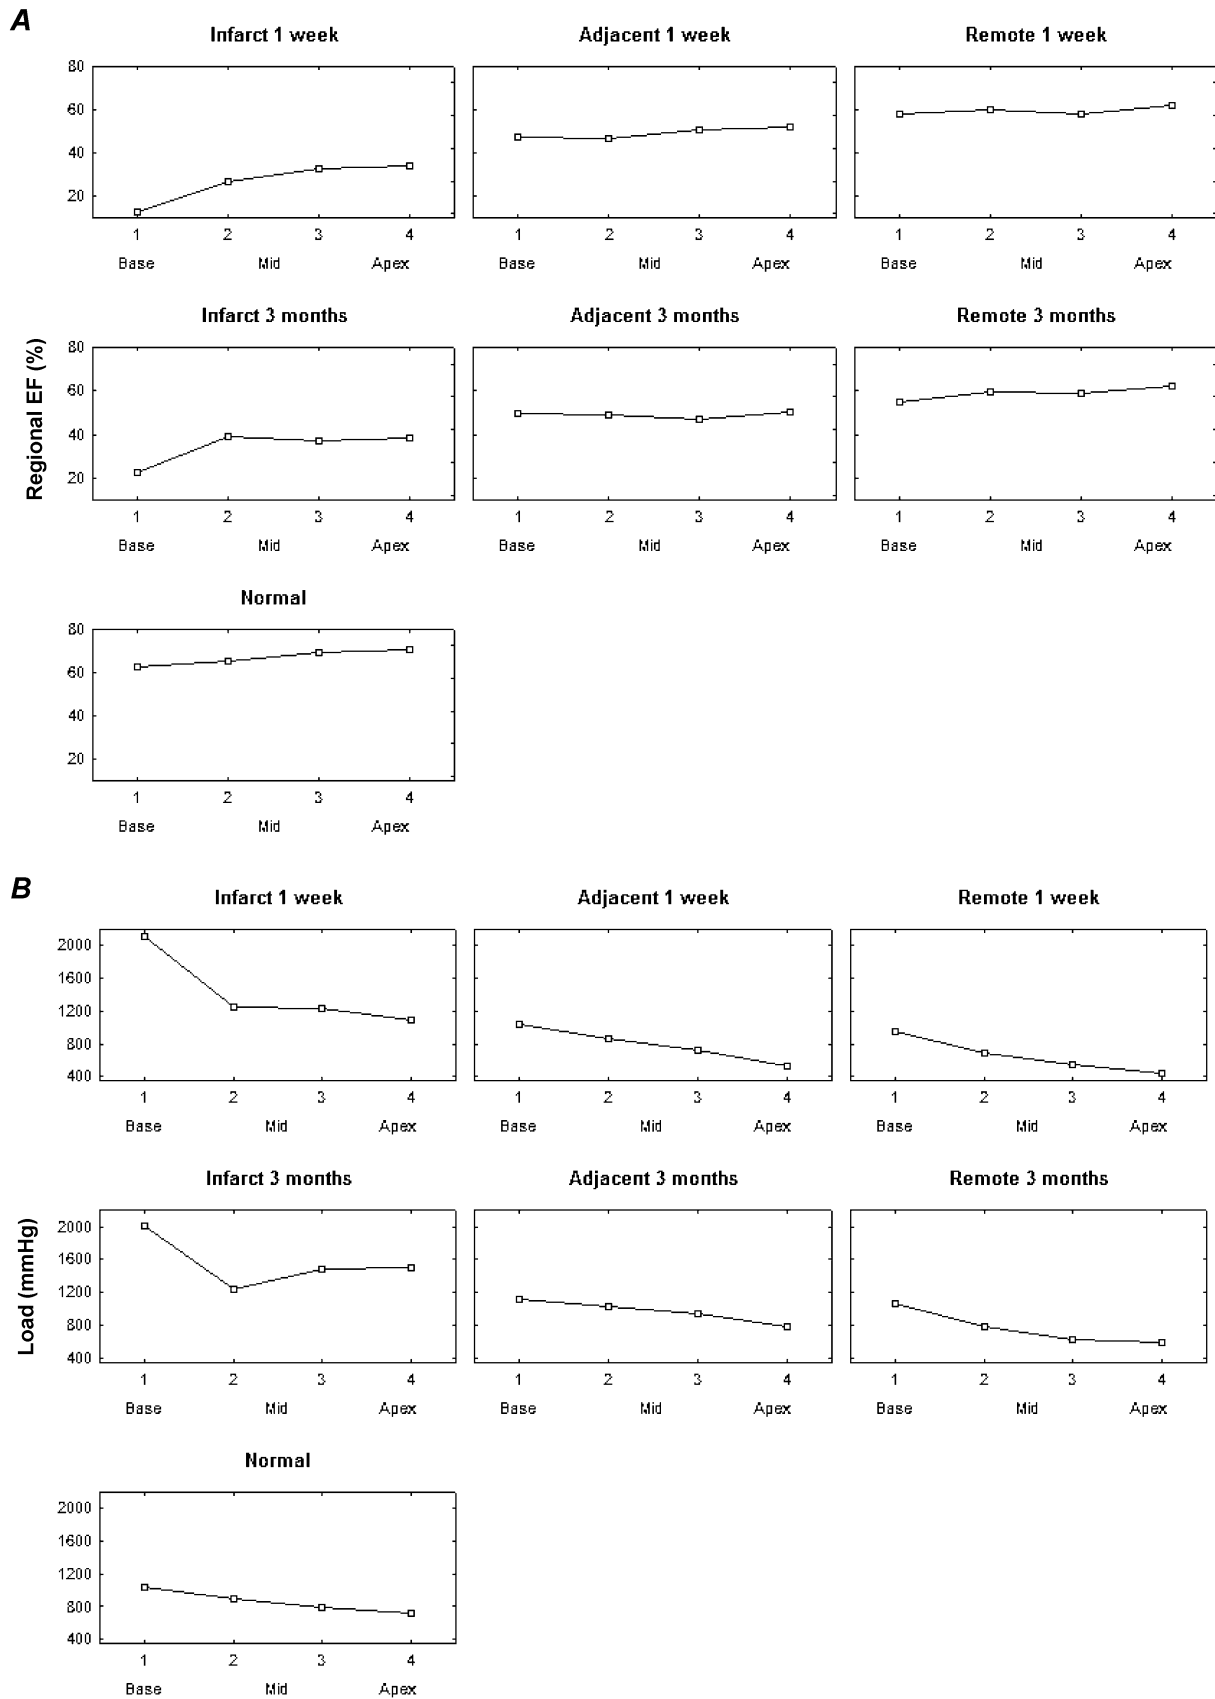 A
Infarct 1 week Adjacent 1 week Remote 1 week
80
60
40
20
1 2 3 4 1 2 3 4 1 2 3 4
Base Mid Apex Base Mid Apex Base Mid Apex
Infarct 3 months Adjacent 3 months Remote 3 months
Regional EF (%)
80
60
40
20
1 2 3 4 1 2 3 4 1 2 3 4
Base Mid Apex Base Mid Apex Base Mid Apex
Normal
80
60
40
20
1 2 3 4
Base Mid Apex
B
Infarct 1 week Adjacent 1 week Remote 1 week
2000
1600
1200
800
400
1 2 3 4 1 2 3 4 1 2 3 4
Base Mid Apex Base Mid Apex Base Mid Apex
Infarct 3 months Adjacent 3 months Remote 3 months
Load (mmHg)
2000
1600
1200
800
400
1 2 3 4 1 2 3 4 1 2 3 4
Base Mid Apex Base Mid Apex Base Mid Apex
Normal
2000
1600
1200
800
400
1 2 3 4
Base Mid Apex